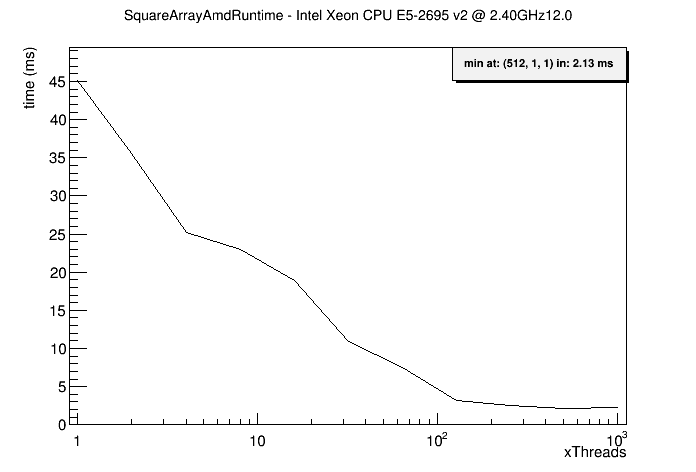 SquareArrayAmdRuntime - Intel Xeon CPU E5-2695 v2 @ 2.40GHz12.0
time (ms)
min at: (512, 1, 1) in: 2.13 ms
45
40
35
30
25
20
15
10
5
0
1 10 10² 10³
xThreads